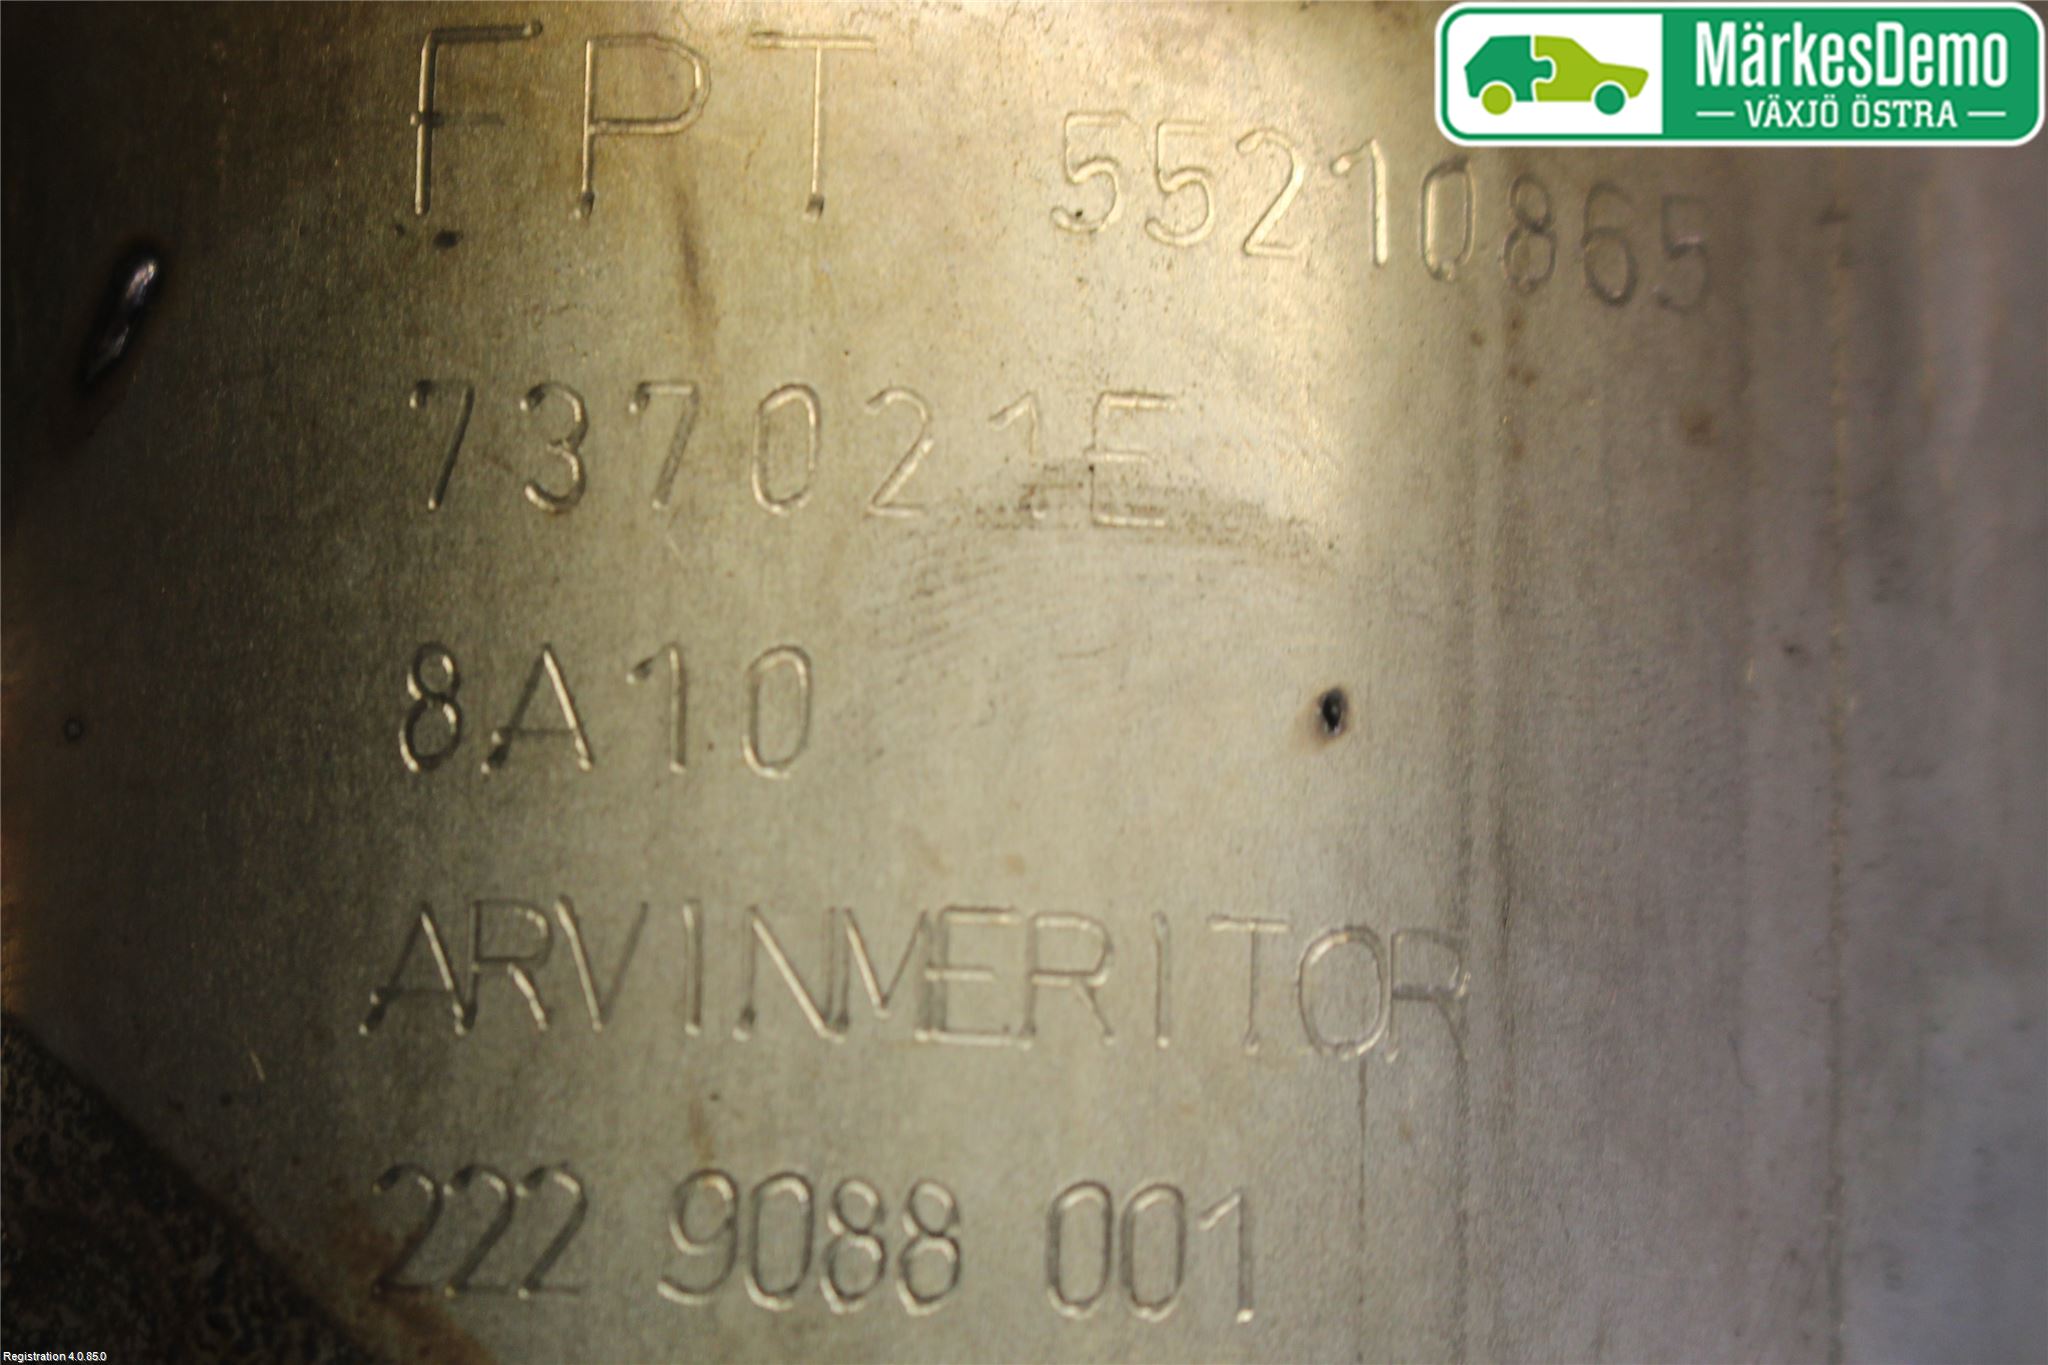 MärkesDemo
VÄXJÖ ÖSTRA
FPT 55210865
737021E
8A10
ARVINMERITOR
222 9088 001
Registration 4.0.85.0